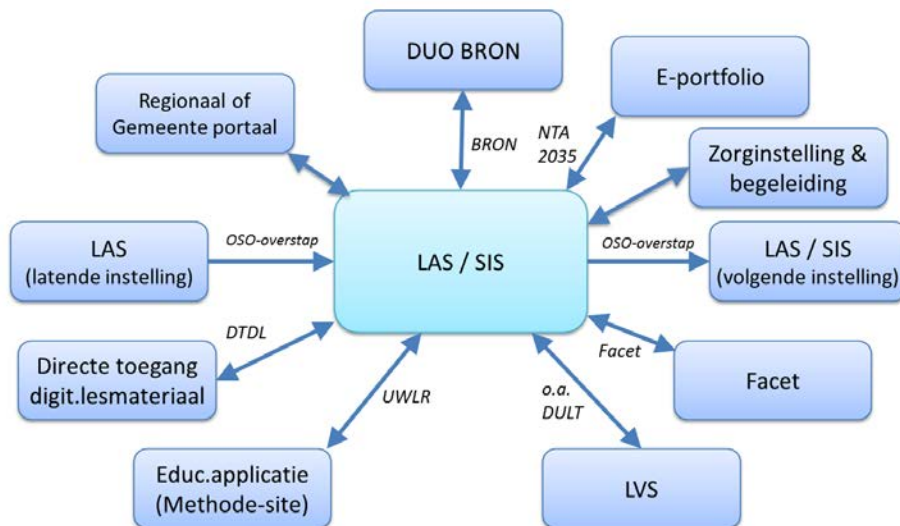 DUO BRON
E-portfolio
Regionaal of
Gemeente portaal
BRON
NTA
2035
Zorginstelling &
begeleiding
LAS
(latende instelling)
OSO-overstap
LAS / SIS
OSO-overstap
LAS / SIS
(volgende instelling)
DTDL
Directe toegang
digit.lesmateriaal
UWLR
o.a.
DULT
Facet
Facet
Educ.applicatie
(Methode-site)
LVS